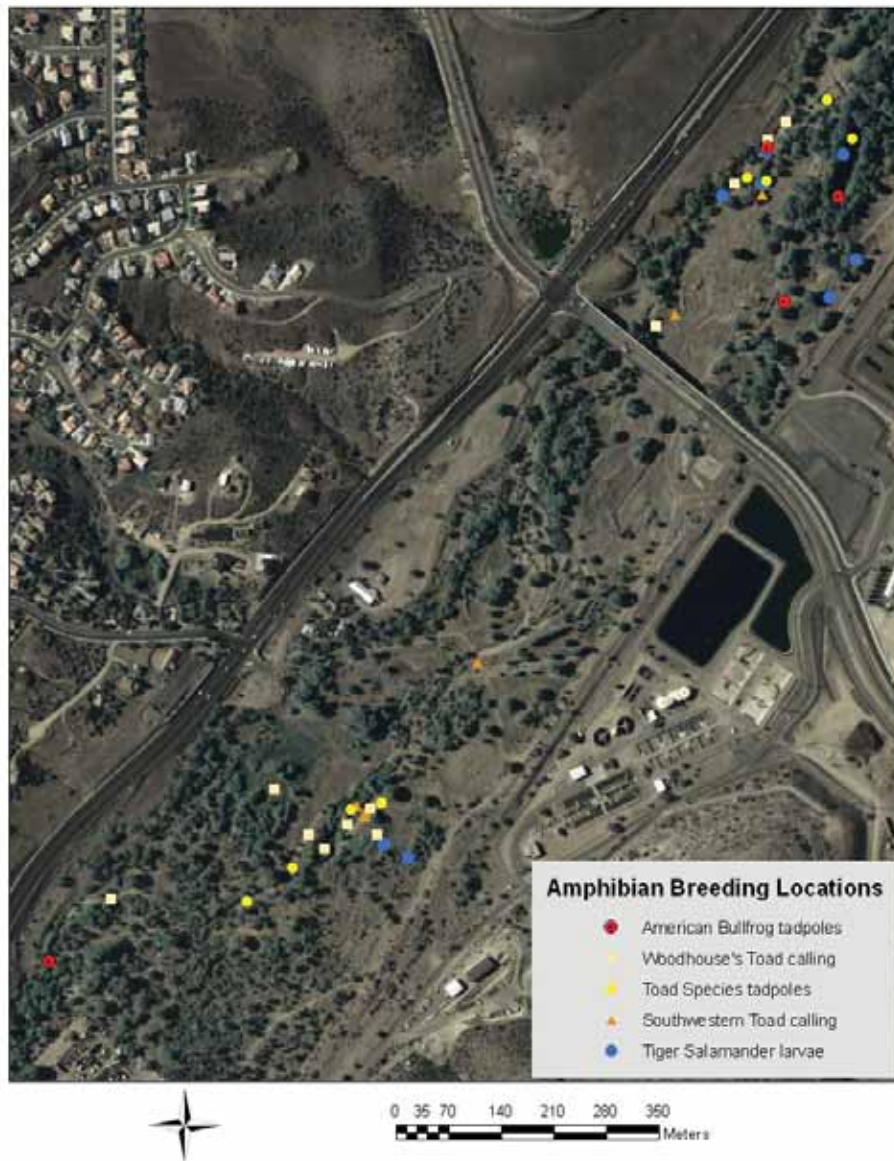 Amphibian Breeding Locations
American Bullfrog tadpoles
Woodhouse's Toad calling
Toad Species tadpoles
Southwestern Toad calling
Tiger Salamander larvae
0 35 70 140 210 280 350
Meters